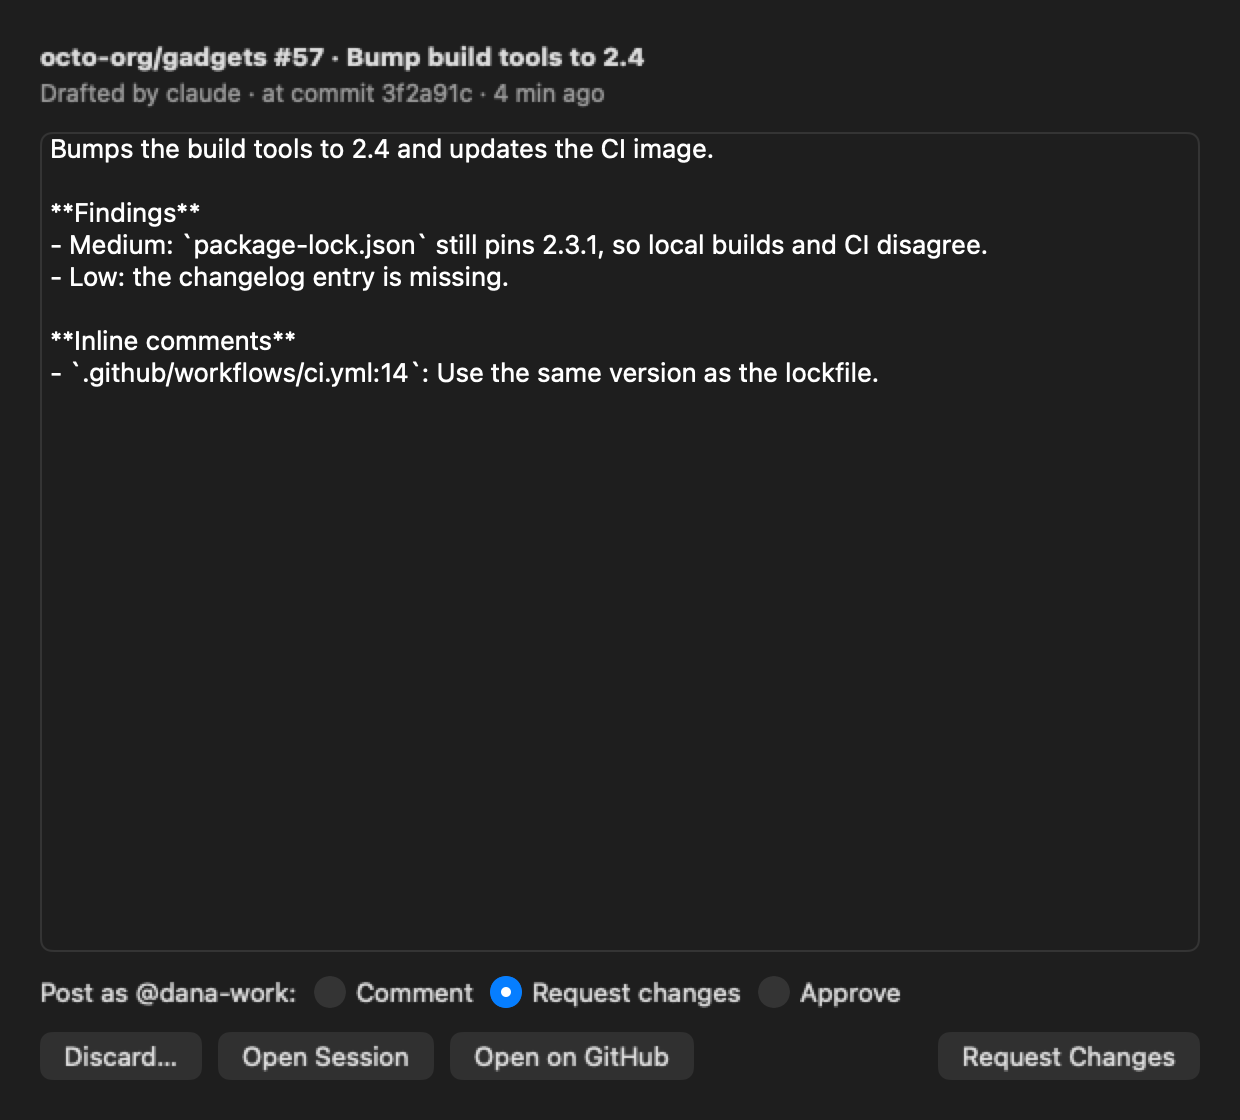 octo-org/gadgets #57 · Bump build tools to 2.4
Drafted by claude · at commit 3f2a91c · 4 min ago
Bumps the build tools to 2.4 and updates the CI image.
**Findings**
- Medium: `package-lock.json` still pins 2.3.1, so local builds and CI disagree.
- Low: the changelog entry is missing.
**Inline comments**
- `.github/workflows/ci.yml:14`: Use the same version as the lockfile.
Post as @dana-work: Comment Request changes Approve
Discard... Open Session Open on GitHub Request Changes